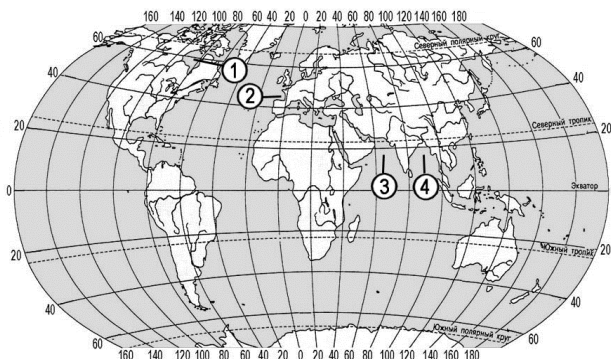 160 140 120 100 80 60 40 20 0 20 40 60 80 100 120 140 160 180
60 Северный полярный круг 60
1
40 2 40
20 Северный тропик 20
3 4
0 Экватор 0
20 Южный тропик 20
40 40
60 Южный полярный круг 60
160 140 120 100 80 60 40 20 0 20 40 60 80 100 120 140 160 180